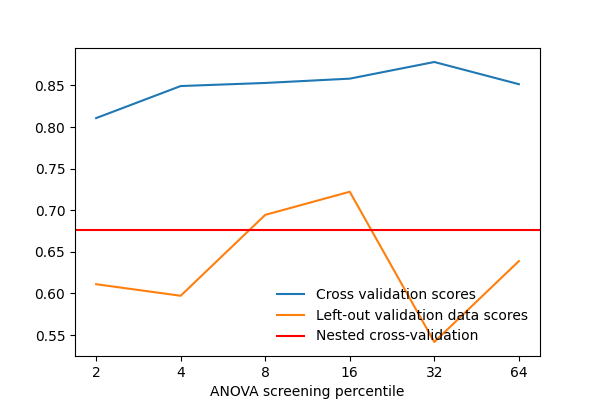 0.85
0.80
0.75
0.70
0.65
0.60
0.55
Cross validation scores
Left-out validation data scores
Nested cross-validation
2 4 8 16 32 64
ANOVA screening percentile